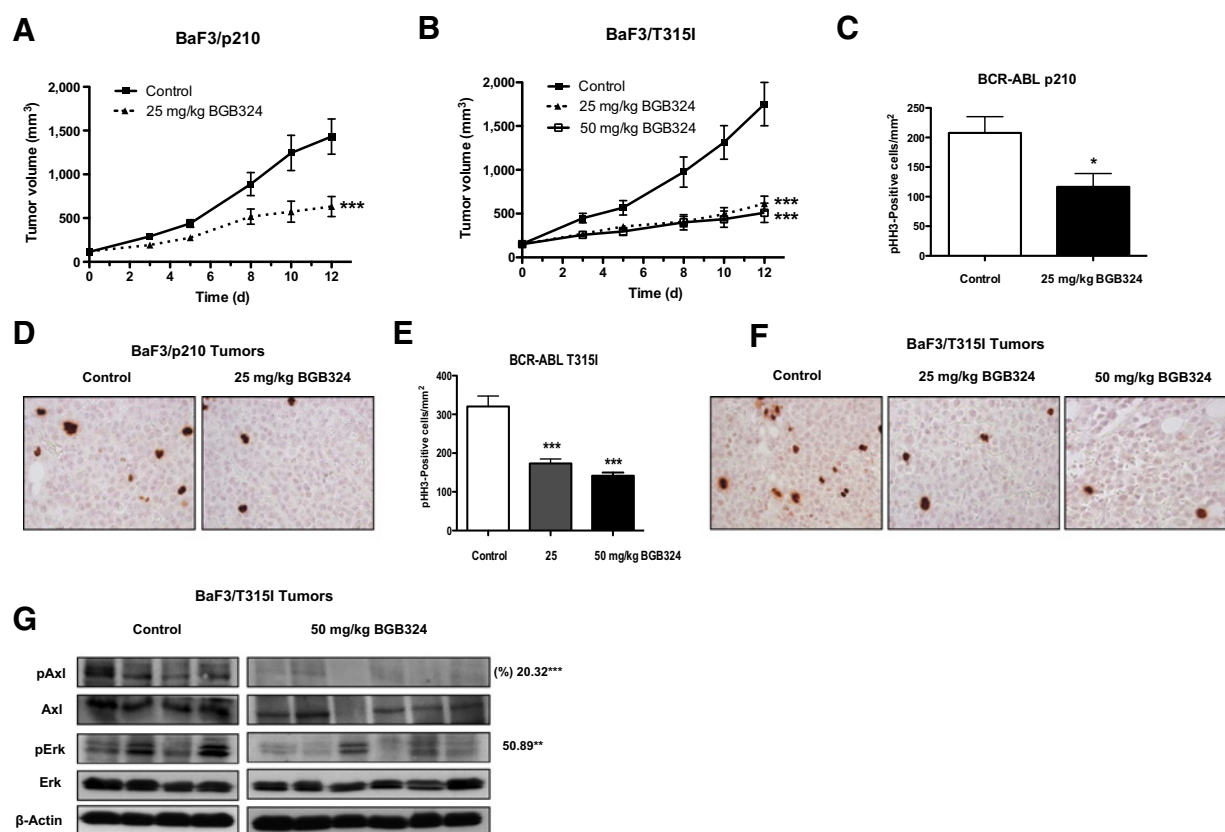 A
BaF3/p210
Tumor volume (mm³)
2,000
1,500
1,000
500
0
Control
25 mg/kg BGB324
***
0 2 4 6 8 10 12
Time (d)
B
BaF3/T315I
Tumor volume (mm³)
2,000
1,500
1,000
500
0
Control
25 mg/kg BGB324
50 mg/kg BGB324
***
***
0 2 4 6 8 10 12
Time (d)
C
BCR-ABL p210
pHH3-Positive cells/mm²
250
200
150
100
50
0
*
Control 25 mg/kg BGB324
D
BaF3/p210 Tumors
Control 25 mg/kg BGB324
E
BCR-ABL T315I
pHH3-Positive cells/mm²
400
300
200
100
0
*** ***
Control 25 50 mg/kg BGB324
F
BaF3/T315I Tumors
Control 25 mg/kg BGB324 50 mg/kg BGB324
G
BaF3/T315I Tumors
Control 50 mg/kg BGB324
pAxl (%) 20.32***
Axl
pErk 50.89**
Erk
β-Actin